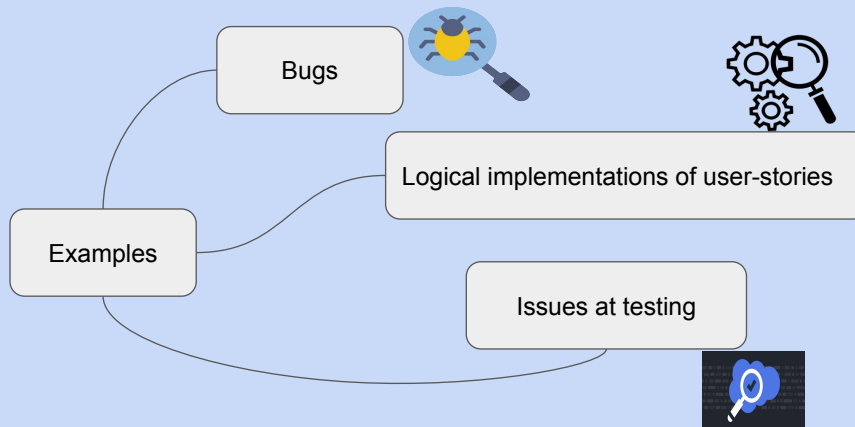 Bugs
Logical implementations of user-stories
Examples
Issues at testing